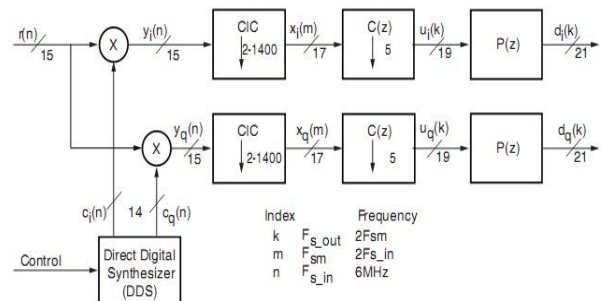 r(n) 15 X y_i(n) 15 CIC 2-1400 x_i(m) 17 C(z) 5 u_i(k) 19 P(z) d_i(k) 21
X y_q(n) 15 CIC 2-1400 x_q(m) 17 C(z) 5 u_q(k) 19 P(z) d_q(k) 21
c_i(n) 14 c_q(n)
Index Frequency
k F_s_out 2Fsm
m F_sm 2Fs_in
n F_s_in 6MHz
Control
Direct Digital
Synthesizer
(DDS)